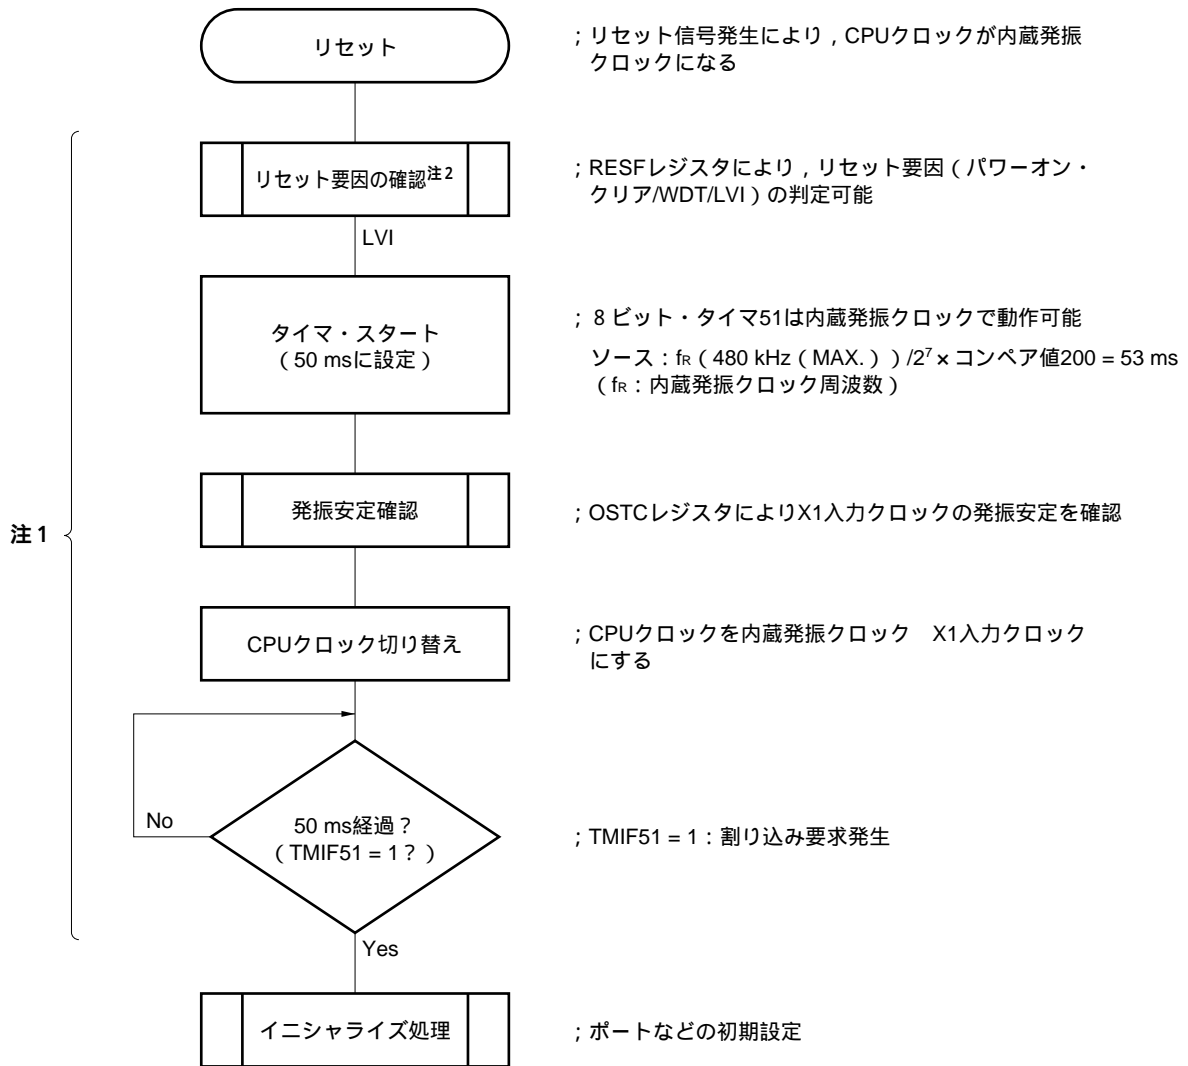 リセット
；リセット信号発生により，CPUクロックが内蔵発振
クロックになる
リセット要因の確認注2
；RESFレジスタにより，リセット要因（パワーオン・
クリア/WDT/LVI）の判定可能
LVI
タイマ・スタート
（50 msに設定）
；8ビット・タイマ51は内蔵発振クロックで動作可能
ソース：fR（480 kHz（MAX.））/2⁷×コンペア値200 = 53 ms
（fR：内蔵発振クロック周波数）
注1
発振安定確認
；OSTCレジスタによりX1入力クロックの発振安定を確認
CPUクロック切り替え
；CPUクロックを内蔵発振クロック　X1入力クロック
にする
No
50 ms経過？
（TMIF51 = 1？）
；TMIF51 = 1：割り込み要求発生
Yes
イニシャライズ処理
；ポートなどの初期設定